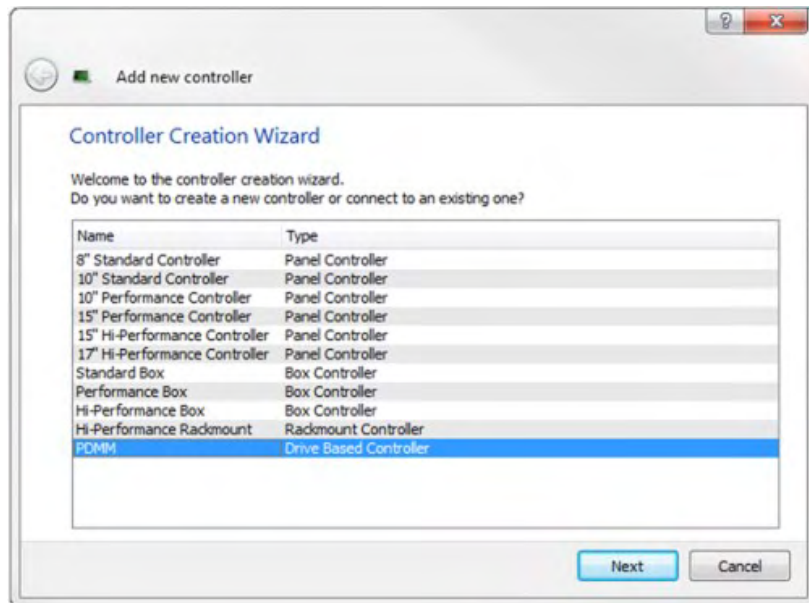 Add new controller
Controller Creation Wizard
Welcome to the controller creation wizard.
Do you want to create a new controller or connect to an existing one?
Name Type
8" Standard Controller Panel Controller
10" Standard Controller Panel Controller
10" Performance Controller Panel Controller
15" Performance Controller Panel Controller
15" Hi-Performance Controller Panel Controller
17" Hi-Performance Controller Panel Controller
Standard Box Box Controller
Performance Box Box Controller
Hi-Performance Box Box Controller
Hi-Performance Rackmount Rackmount Controller
PDMM Drive Based Controller
Next Cancel